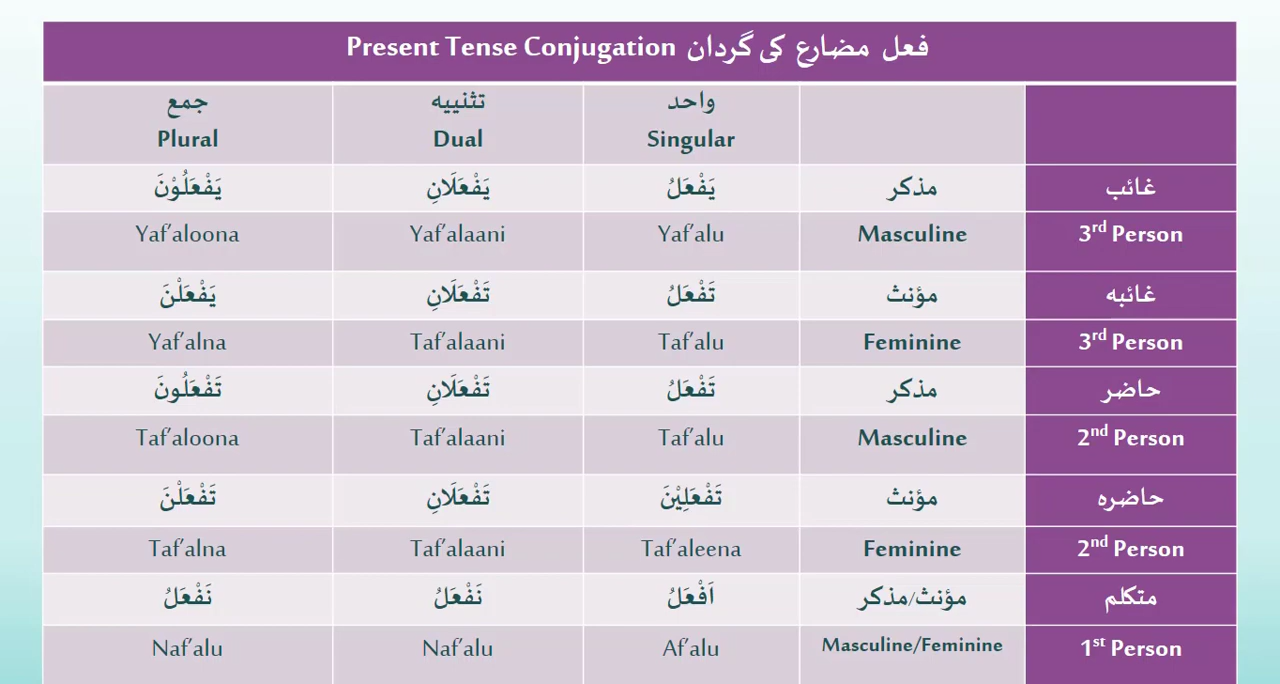 Present Tense Conjugation فعل مضارع کی گردان
جمع تثنییه واحد
Plural Dual Singular
يَفْعَلُوْنَ يَفْعَلَانِ يَفْعَلُ مذکر غائب
Yaf’aloona Yaf’alaani Yaf’alu Masculine 3rd Person
يَفْعَلْنَ تَفْعَلَانِ تَفْعَلُ مؤنث غائبه
Yaf’alna Taf’alaani Taf’alu Feminine 3rd Person
تَفْعَلُونَ تَفْعَلَانِ تَفْعَلُ مذکر حاضر
Taf’aloona Taf’alaani Taf’alu Masculine 2nd Person
تَفْعَلْنَ تَفْعَلَانِ تَفْعَلِيْنَ مؤنث حاضره
Taf’alna Taf’alaani Taf’aleena Feminine 2nd Person
نَفْعَلُ نَفْعَلُ اَفْعَلُ مؤنث/مذکر متکلم
Naf’alu Naf’alu Af’alu Masculine/Feminine 1st Person